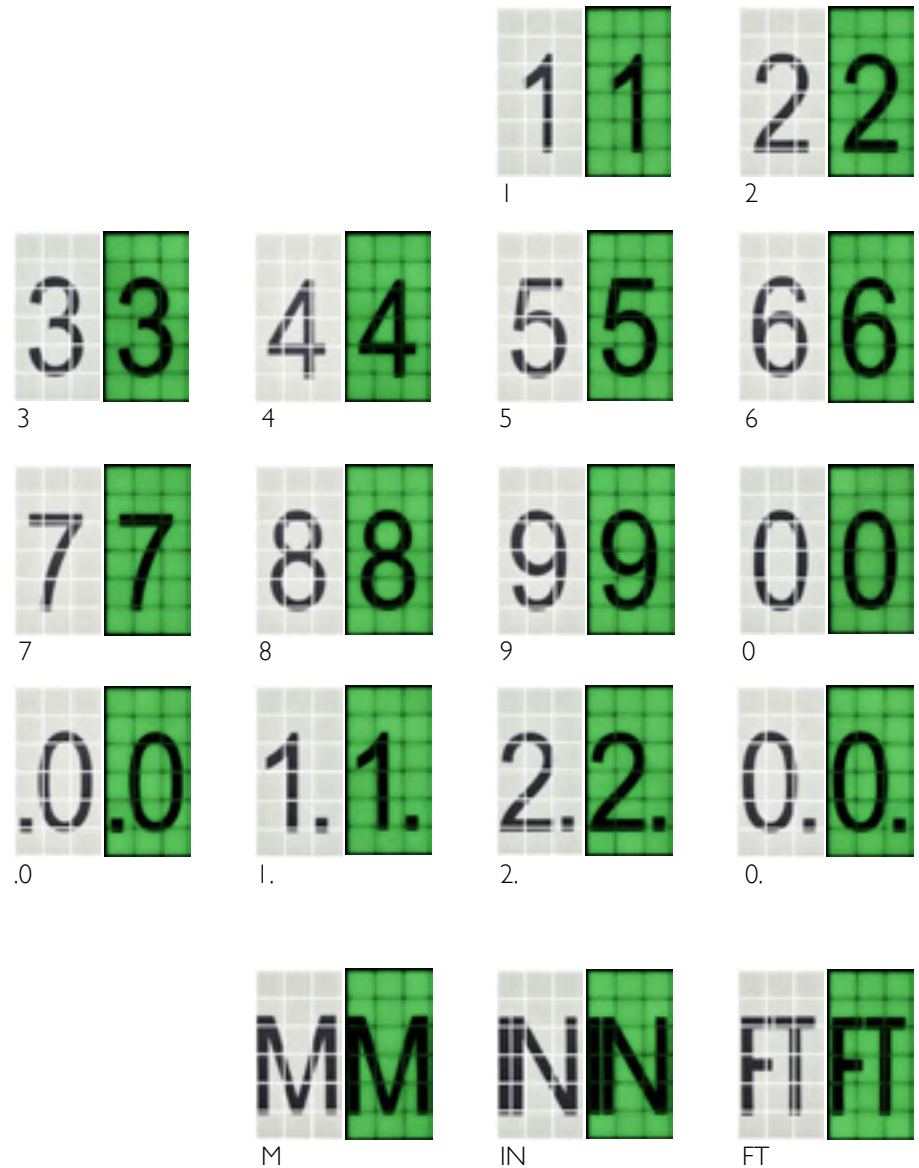 1 1 2 2
1 2
3 3 4 4 5 5 6 6
3 4 5 6
7 7 8 8 9 9 0 0
7 8 9 0
.0 .0 1. 1. 2. 2. 0. 0.
.0 1. 2. 0.
M M IN IN FT FT
M IN FT